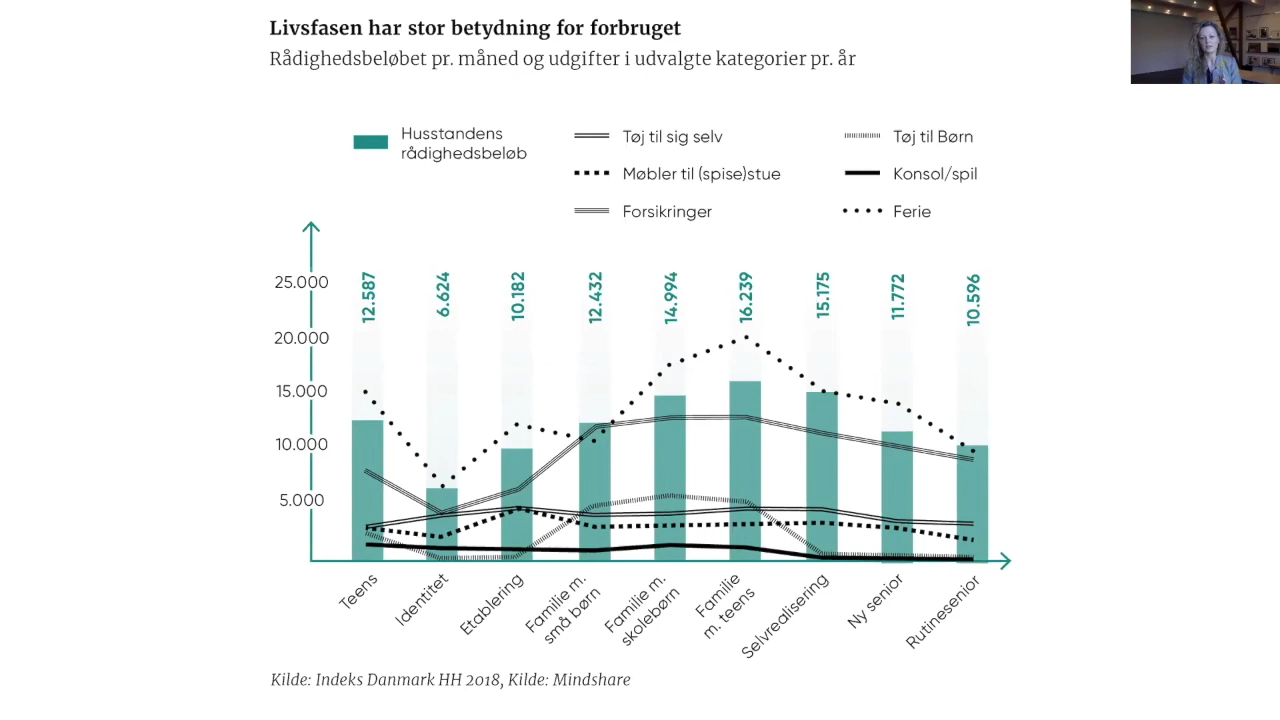 Livsfasen har stor betydning for forbruget
Rådighedsbeløbet pr. måned og udgifter i udvalgte kategorier pr. år
Husstandens
rådighedsbeløb
Tøj til sig selv
Tøj til Børn
Møbler til (spise)stue
Konsol/spil
Forsikringer
Ferie
25.000
20.000
15.000
10.000
5.000
12.587
6.624
10.182
12.432
14.994
16.239
15.175
11.772
10.596
Teens
Identitet
Etablering
Familie m.
små børn
Familie m.
skolebørn
Familie
m. teens
Selvrealisering
Ny senior
Rutinesenior
Kilde: Indeks Danmark HH 2018, Kilde: Mindshare